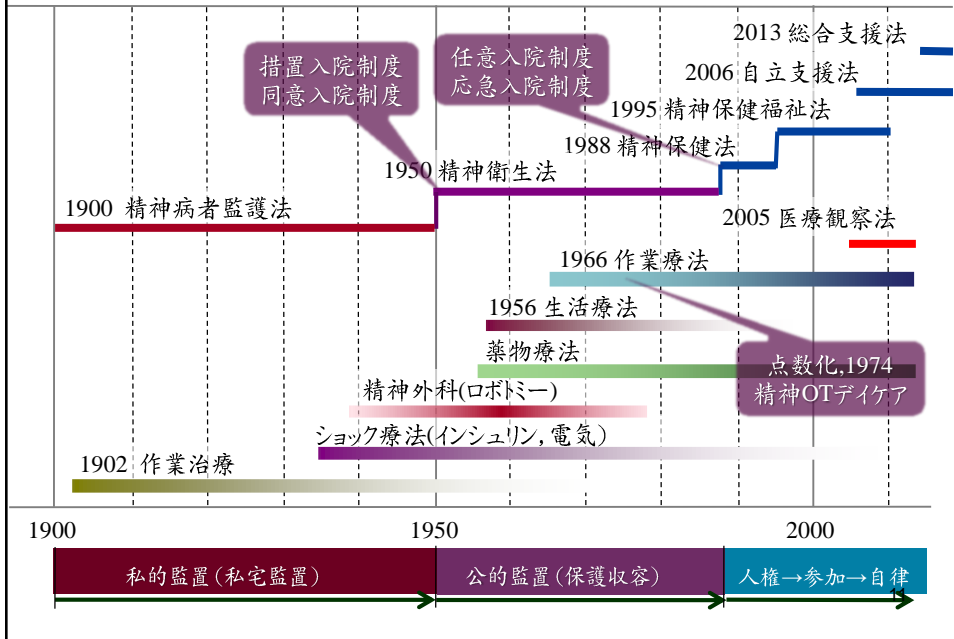 2013 総合支援法
措置入院制度
同意入院制度
任意入院制度
応急入院制度
2006 自立支援法
1995 精神保健福祉法
1988 精神保健法
1950 精神衛生法
1900 精神病者監護法
2005 医療観察法
1966 作業療法
1956 生活療法
薬物療法
点数化,1974
精神OTデイケア
精神外科(ロボトミー)
ショック療法(インシュリン,電気)
1902 作業治療
1900
1950
2000
私的監置(私宅監置)
公的監置(保護収容)
人権→参加→自律